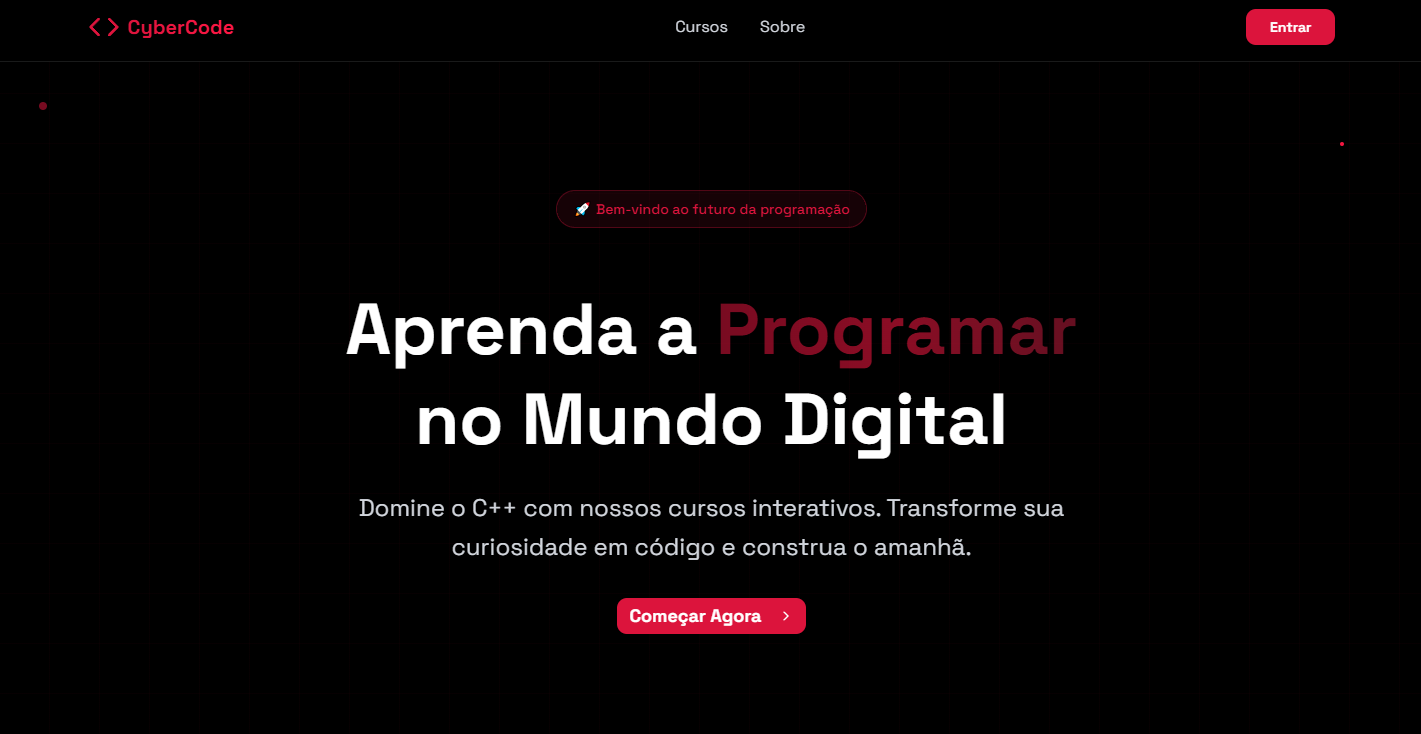 CyberCode
Cursos
Sobre
Entrar
🚀 Bem-vindo ao futuro da programação
Aprenda a Programar
no Mundo Digital
Domine o C++ com nossos cursos interativos. Transforme sua
curiosidade em código e construa o amanhã.
Começar Agora